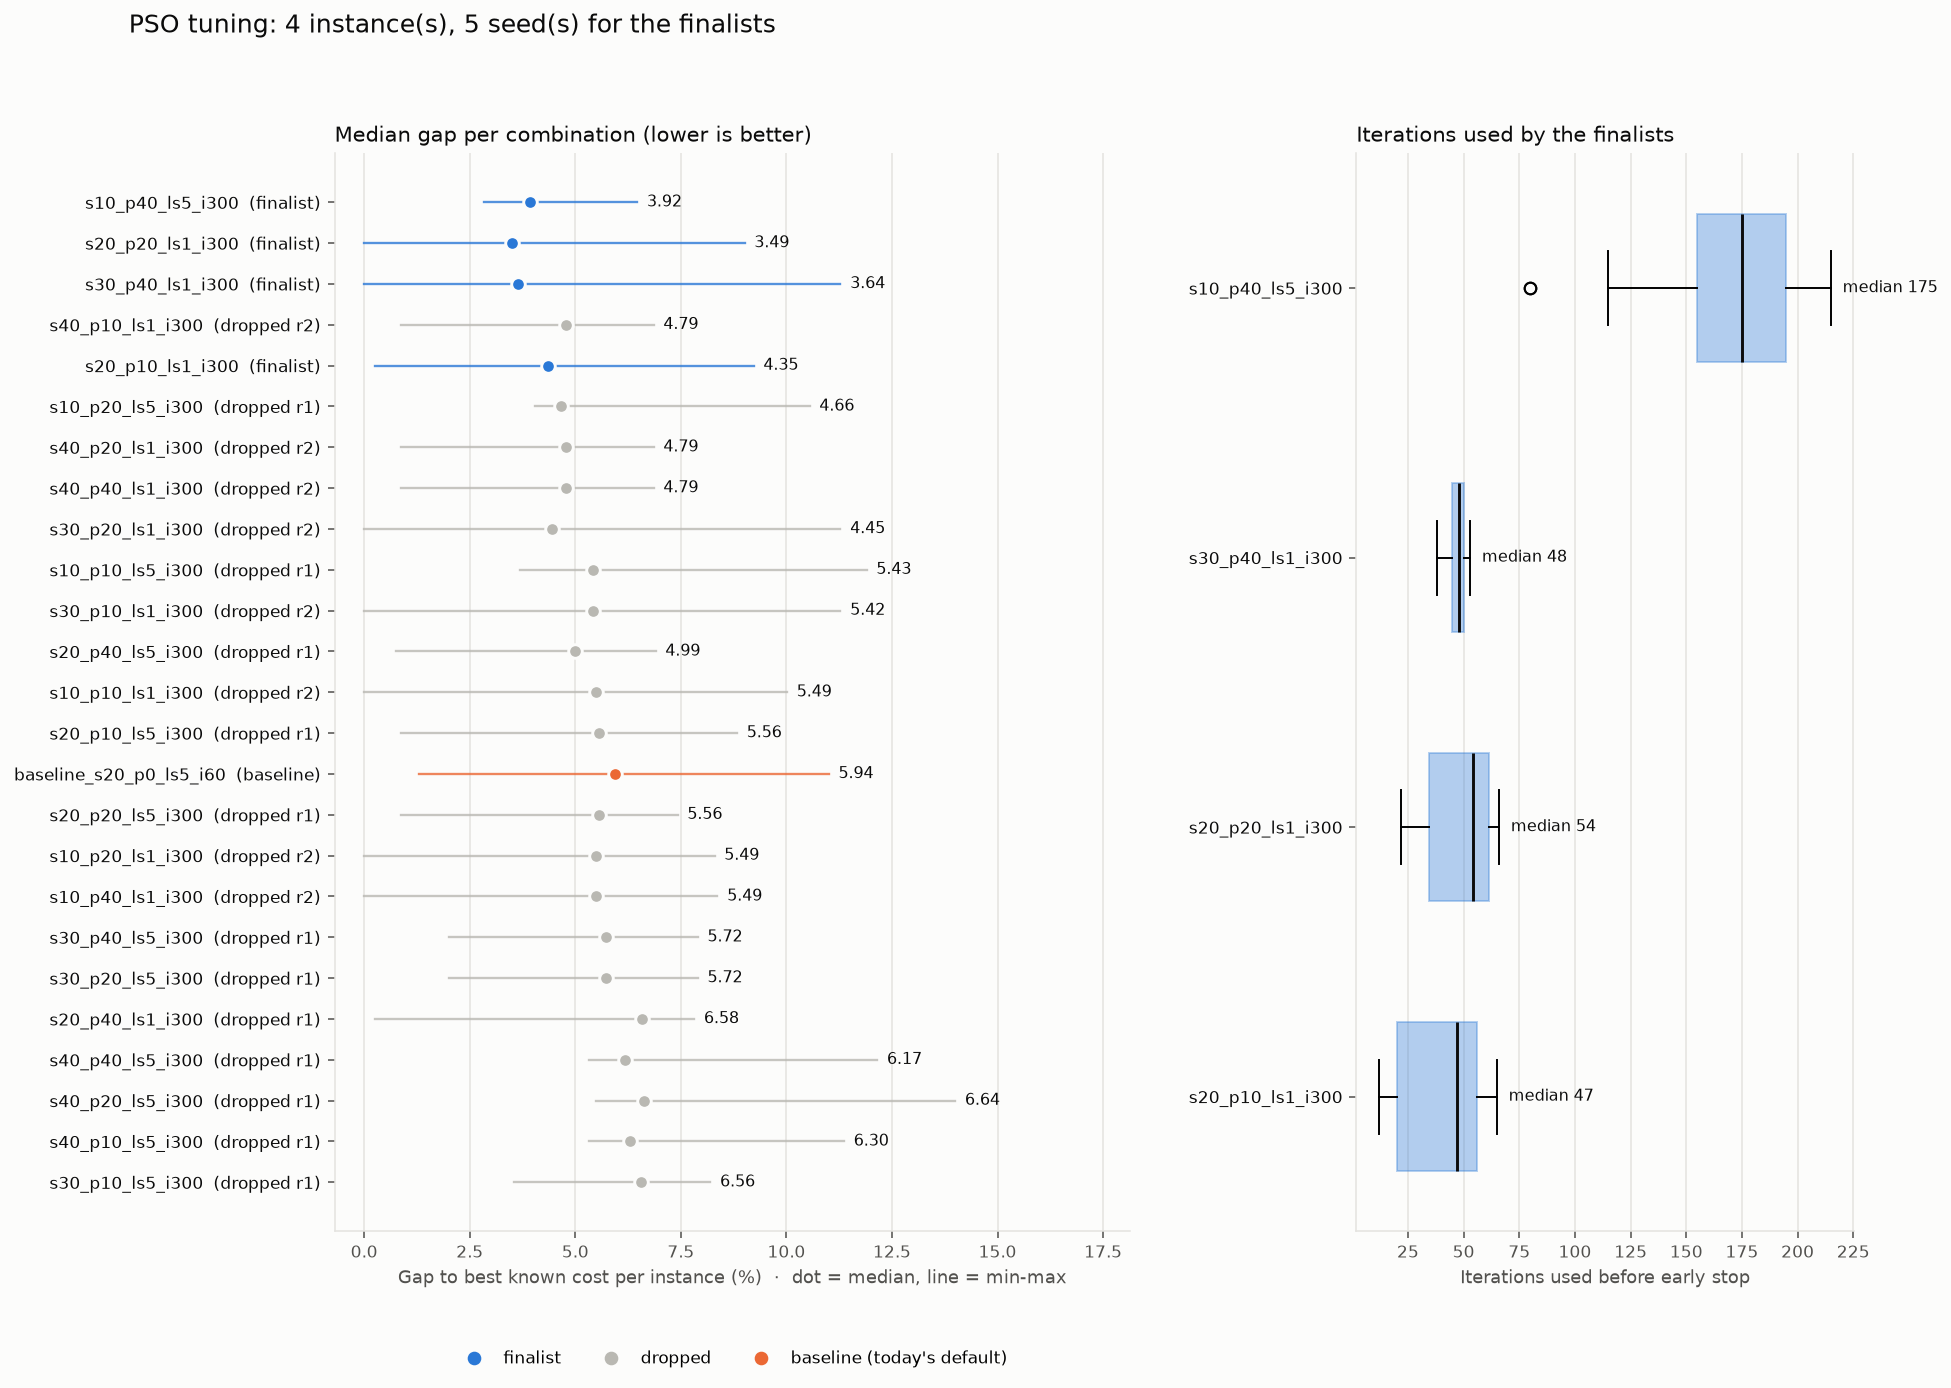 PSO tuning: 4 instance(s), 5 seed(s) for the finalists
Median gap per combination (lower is better)
s10_p40_ls5_i300 (finalist) 3.92
s20_p20_ls1_i300 (finalist) 3.49
s30_p40_ls1_i300 (finalist) 3.64
s40_p10_ls1_i300 (dropped r2) 4.79
s20_p10_ls1_i300 (finalist) 4.35
s10_p20_ls5_i300 (dropped r1) 4.66
s40_p20_ls1_i300 (dropped r2) 4.79
s40_p40_ls1_i300 (dropped r2) 4.79
s30_p20_ls1_i300 (dropped r2) 4.45
s10_p10_ls5_i300 (dropped r1) 5.43
s30_p10_ls1_i300 (dropped r2) 5.42
s20_p40_ls5_i300 (dropped r1) 4.99
s10_p10_ls1_i300 (dropped r2) 5.49
s20_p10_ls5_i300 (dropped r1) 5.56
baseline_s20_p0_ls5_i60 (baseline) 5.94
s20_p20_ls5_i300 (dropped r1) 5.56
s10_p20_ls1_i300 (dropped r2) 5.49
s10_p40_ls1_i300 (dropped r2) 5.49
s30_p40_ls5_i300 (dropped r1) 5.72
s30_p20_ls5_i300 (dropped r1) 5.72
s20_p40_ls1_i300 (dropped r1) 6.58
s40_p40_ls5_i300 (dropped r1) 6.17
s40_p20_ls5_i300 (dropped r1) 6.64
s40_p10_ls5_i300 (dropped r1) 6.30
s30_p10_ls5_i300 (dropped r1) 6.56
0.0 2.5 5.0 7.5 10.0 12.5 15.0 17.5
Gap to best known cost per instance (%) · dot = median, line = min-max
Iterations used by the finalists
s10_p40_ls5_i300 median 175
s30_p40_ls1_i300 median 48
s20_p20_ls1_i300 median 54
s20_p10_ls1_i300 median 47
25 50 75 100 125 150 175 200 225
Iterations used before early stop
finalist dropped baseline (today's default)